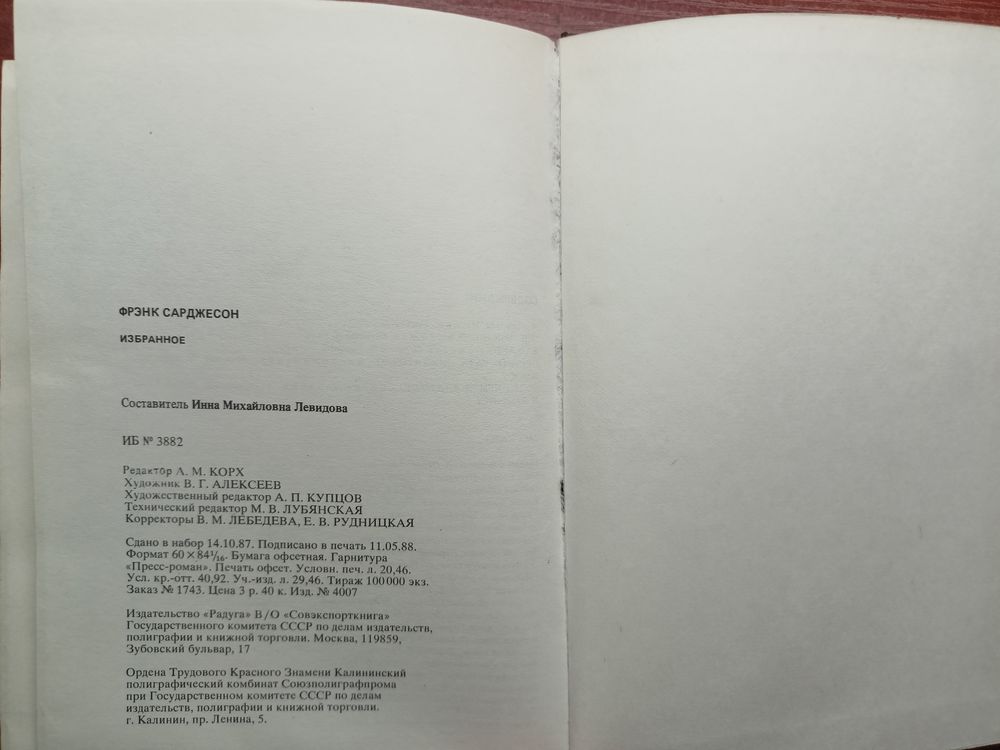 ФРЭНК САРДЖЕСОН
ИЗБРАННОЕ
Составитель Инна Михайловна Левидова
ИБ № 3882
Редактор А. М. КОРХ
Художник В. Г. АЛЕКСЕЕВ
Художественный редактор А. П. КУПЦОВ
Технический редактор М. В. ЛУБЯНСКАЯ
Корректоры В. М. ЛЕБЕДЕВА, Е. В. РУДНИЦКАЯ
Сдано в набор 14.10.87. Подписано в печать 11.05.88.
Формат 60 × 84 1/16. Бумага офсетная. Гарнитура
«Пресс-роман». Печать офсет. Условн. печ. л. 20,46.
Усл. кр.-отт. 40,92. Уч.-изд. л. 29,46. Тираж 100 000 экз.
Заказ № 1743. Цена 3 р. 40 к. Изд. № 4007
Издательство «Радуга» В/О «Совэкспорткнига»
Государственного комитета СССР по делам издательств,
полиграфии и книжной торговли. Москва, 119859,
Зубовский бульвар, 17
Ордена Трудового Красного Знамени Калининский
полиграфический комбинат Союзполиграфпрома
при Государственном комитете СССР по делам
издательств, полиграфии и книжной торговли.
г. Калинин, пр. Ленина, 5.